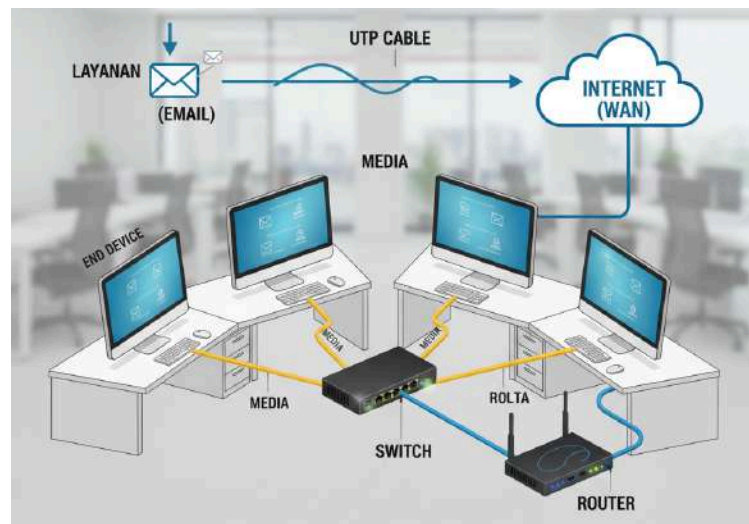 UTP CABLE
LAYANAN
(EMAIL)
INTERNET
(WAN)
MEDIA
END DEVICE
MEDIA
MEDIA
MEDIA
ROLTA
SWITCH
ROUTER